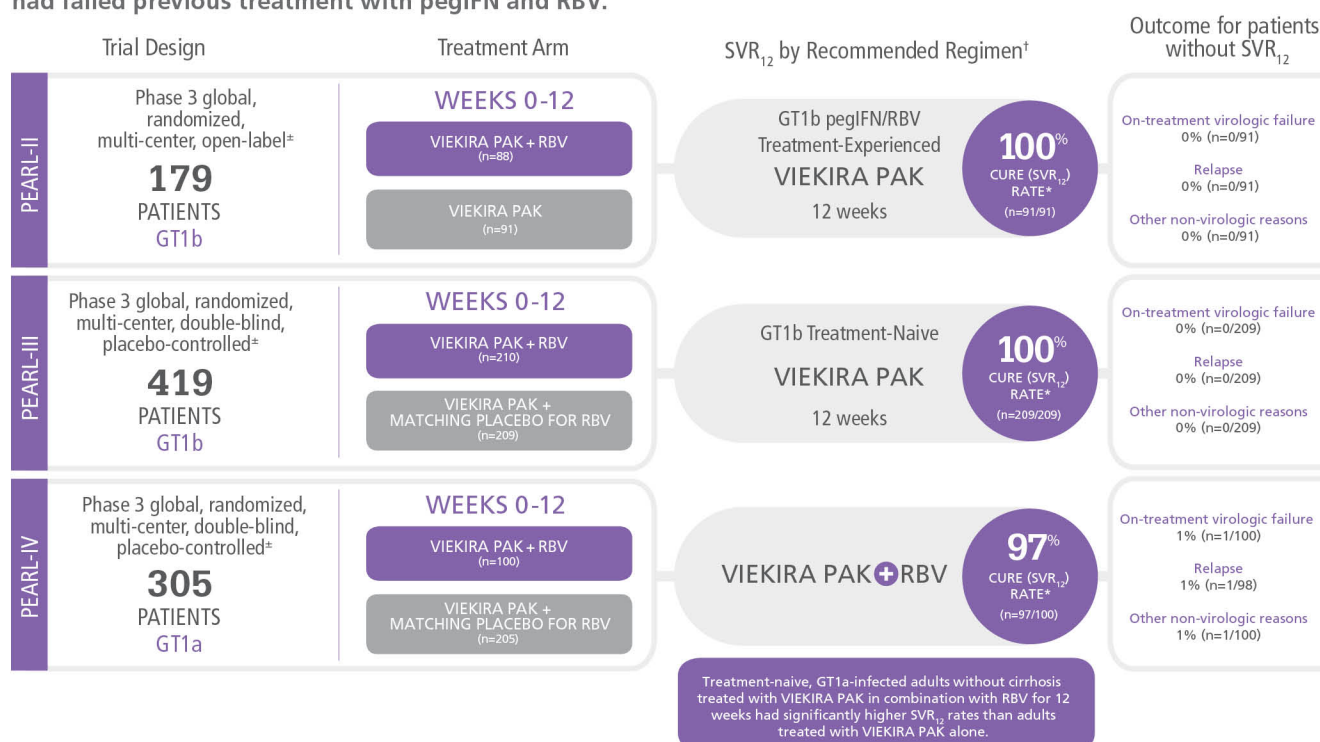 had failed previous treatment with pegIFN and RBV.
Trial Design
Treatment Arm
SVR12 by Recommended Regimen†
Outcome for patients
without SVR12
PEARL-II
Phase 3 global,
randomized,
multi-center, open-label±
179
PATIENTS
GT1b
WEEKS 0-12
VIEKIRA PAK + RBV
(n=88)
VIEKIRA PAK
(n=91)
GT1b pegIFN/RBV
Treatment-Experienced
VIEKIRA PAK
12 weeks
100%
CURE (SVR12)
RATE*
(n=91/91)
On-treatment virologic failure
0% (n=0/91)
Relapse
0% (n=0/91)
Other non-virologic reasons
0% (n=0/91)
PEARL-III
Phase 3 global, randomized,
multi-center, double-blind,
placebo-controlled±
419
PATIENTS
GT1b
WEEKS 0-12
VIEKIRA PAK + RBV
(n=210)
VIEKIRA PAK +
MATCHING PLACEBO FOR RBV
(n=209)
GT1b Treatment-Naive
VIEKIRA PAK
12 weeks
100%
CURE (SVR12)
RATE*
(n=209/209)
On-treatment virologic failure
0% (n=0/209)
Relapse
0% (n=0/209)
Other non-virologic reasons
0% (n=0/209)
PEARL-IV
Phase 3 global, randomized,
multi-center, double-blind,
placebo-controlled±
305
PATIENTS
GT1a
WEEKS 0-12
VIEKIRA PAK + RBV
(n=100)
VIEKIRA PAK +
MATCHING PLACEBO FOR RBV
(n=205)
VIEKIRA PAK + RBV
97%
CURE (SVR12)
RATE*
(n=97/100)
On-treatment virologic failure
1% (n=1/100)
Relapse
1% (n=1/98)
Other non-virologic reasons
1% (n=1/100)
Treatment-naive, GT1a-infected adults without cirrhosis
treated with VIEKIRA PAK in combination with RBV for 12
weeks had significantly higher SVR12 rates than adults
treated with VIEKIRA PAK alone.